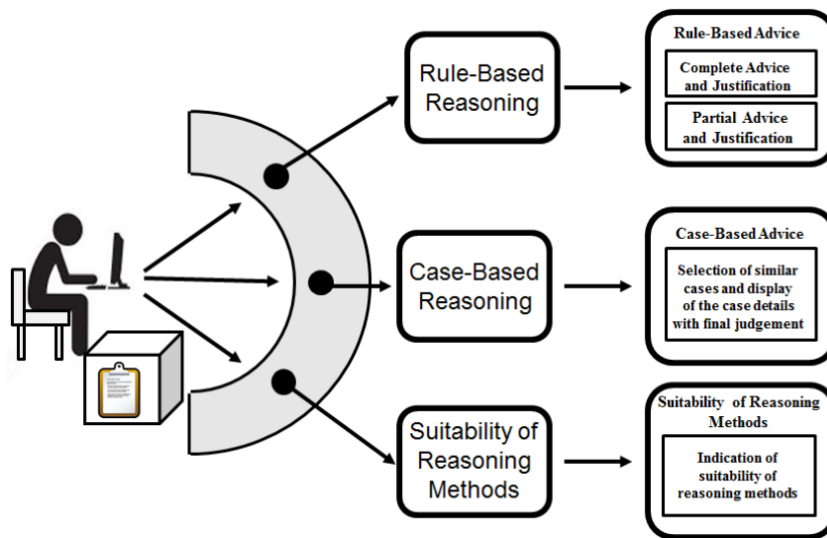 Rule-Based
Reasoning
Rule-Based Advice
Complete Advice
and Justification
Partial Advice
and Justification
Case-Based
Reasoning
Case-Based Advice
Selection of similar
cases and display
of the case details
with final judgement
Suitability of
Reasoning
Methods
Suitability of Reasoning
Methods
Indication of
suitability of
reasoning methods